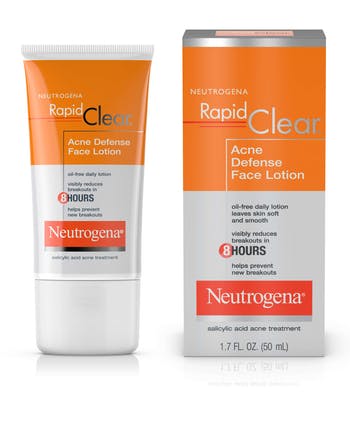 NEUTROGENA
Rapid Clear
Acne Defense
Face Lotion
oil-free daily lotion
visibly reduces
breakouts in
8 HOURS
helps prevent
new breakouts
Neutrogena®
salicylic acid acne treatment
NEUTROGENA
Rapid Clear
Acne
Defense
Face Lotion
oil-free daily lotion
leaves skin soft
and smooth
visibly reduces
breakouts in
8 HOURS
helps prevent
new breakouts
Neutrogena®
salicylic acid acne treatment
1.7 FL. OZ. (50 mL)